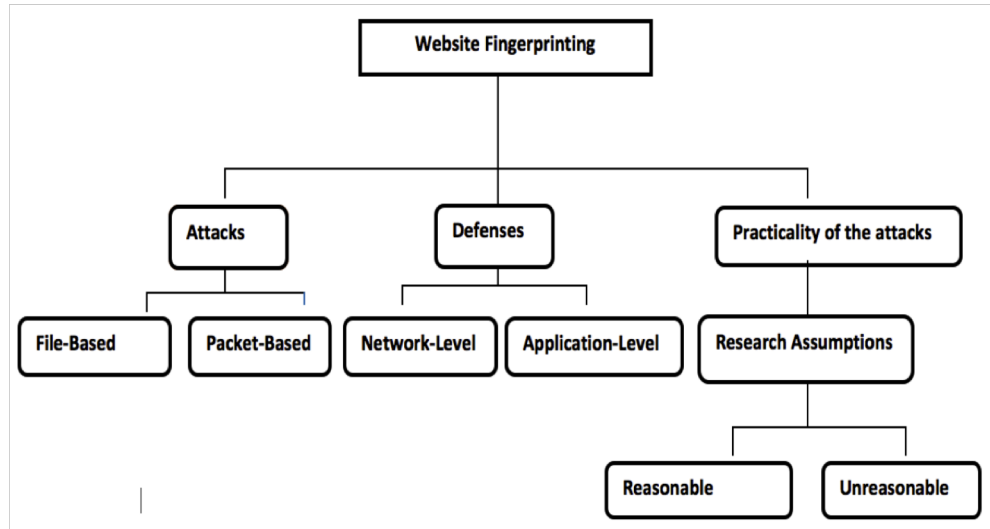 Website Fingerprinting
Attacks
Defenses
Practicality of the attacks
File-Based
Packet-Based
Network-Level
Application-Level
Research Assumptions
Reasonable
Unreasonable